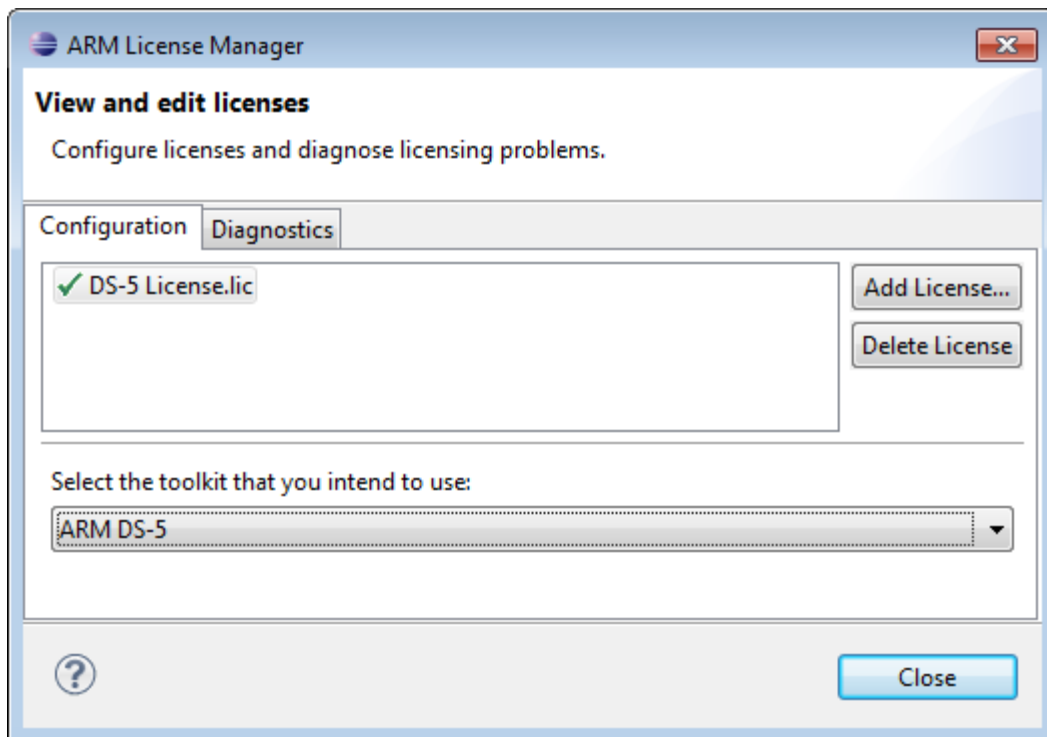 ARM License Manager
View and edit licenses
Configure licenses and diagnose licensing problems.
Configuration
Diagnostics
DS-5 License.lic
Add License...
Delete License
Select the toolkit that you intend to use:
ARM DS-5
?
Close